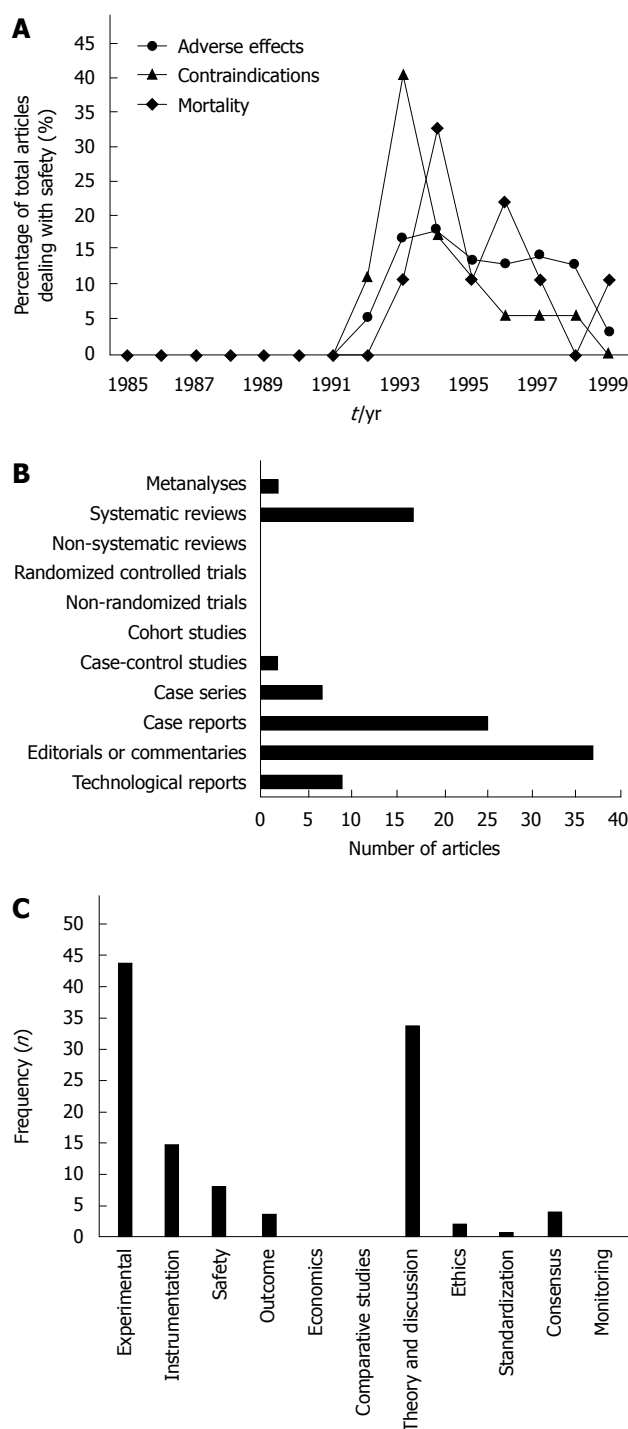 A
Percentage of total articles
dealing with safety (%)
50
45
40
35
30
25
20
15
10
5
0
Adverse effects
Contraindications
Mortality
1985 1987 1989 1991 1993 1995 1997 1999
t/yr
B
Metanalyses
Systematic reviews
Non-systematic reviews
Randomized controlled trials
Non-randomized trials
Cohort studies
Case-control studies
Case series
Case reports
Editorials or commentaries
Technological reports
0 5 10 15 20 25 30 35 40
Number of articles
C
Frequency (n)
50
45
40
35
30
25
20
15
10
5
0
Experimental
Instrumentation
Safety
Outcome
Economics
Comparative studies
Theory and discussion
Ethics
Standardization
Consensus
Monitoring